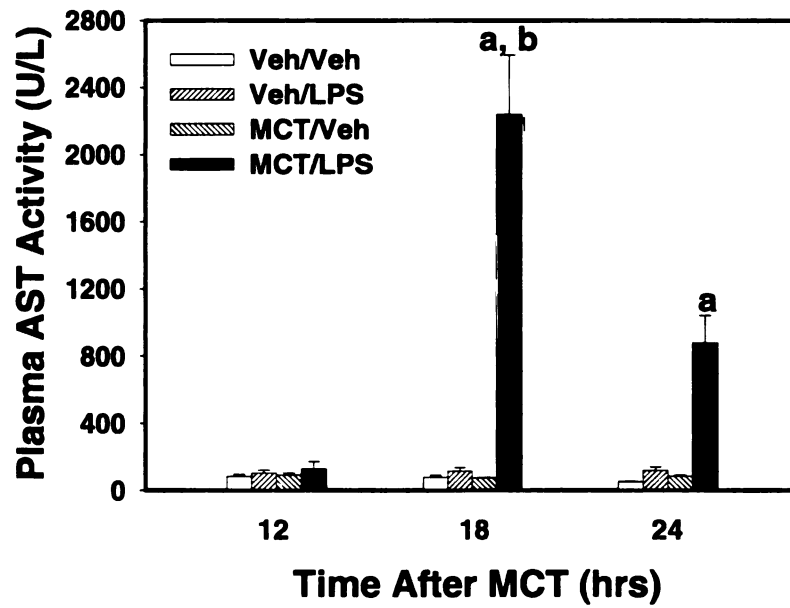 Plasma AST Activity (U/L)
2800
2400
2000
1600
1200
800
400
0
Veh/Veh
Veh/LPS
MCT/Veh
MCT/LPS
a, b
a
12 18 24
Time After MCT (hrs)